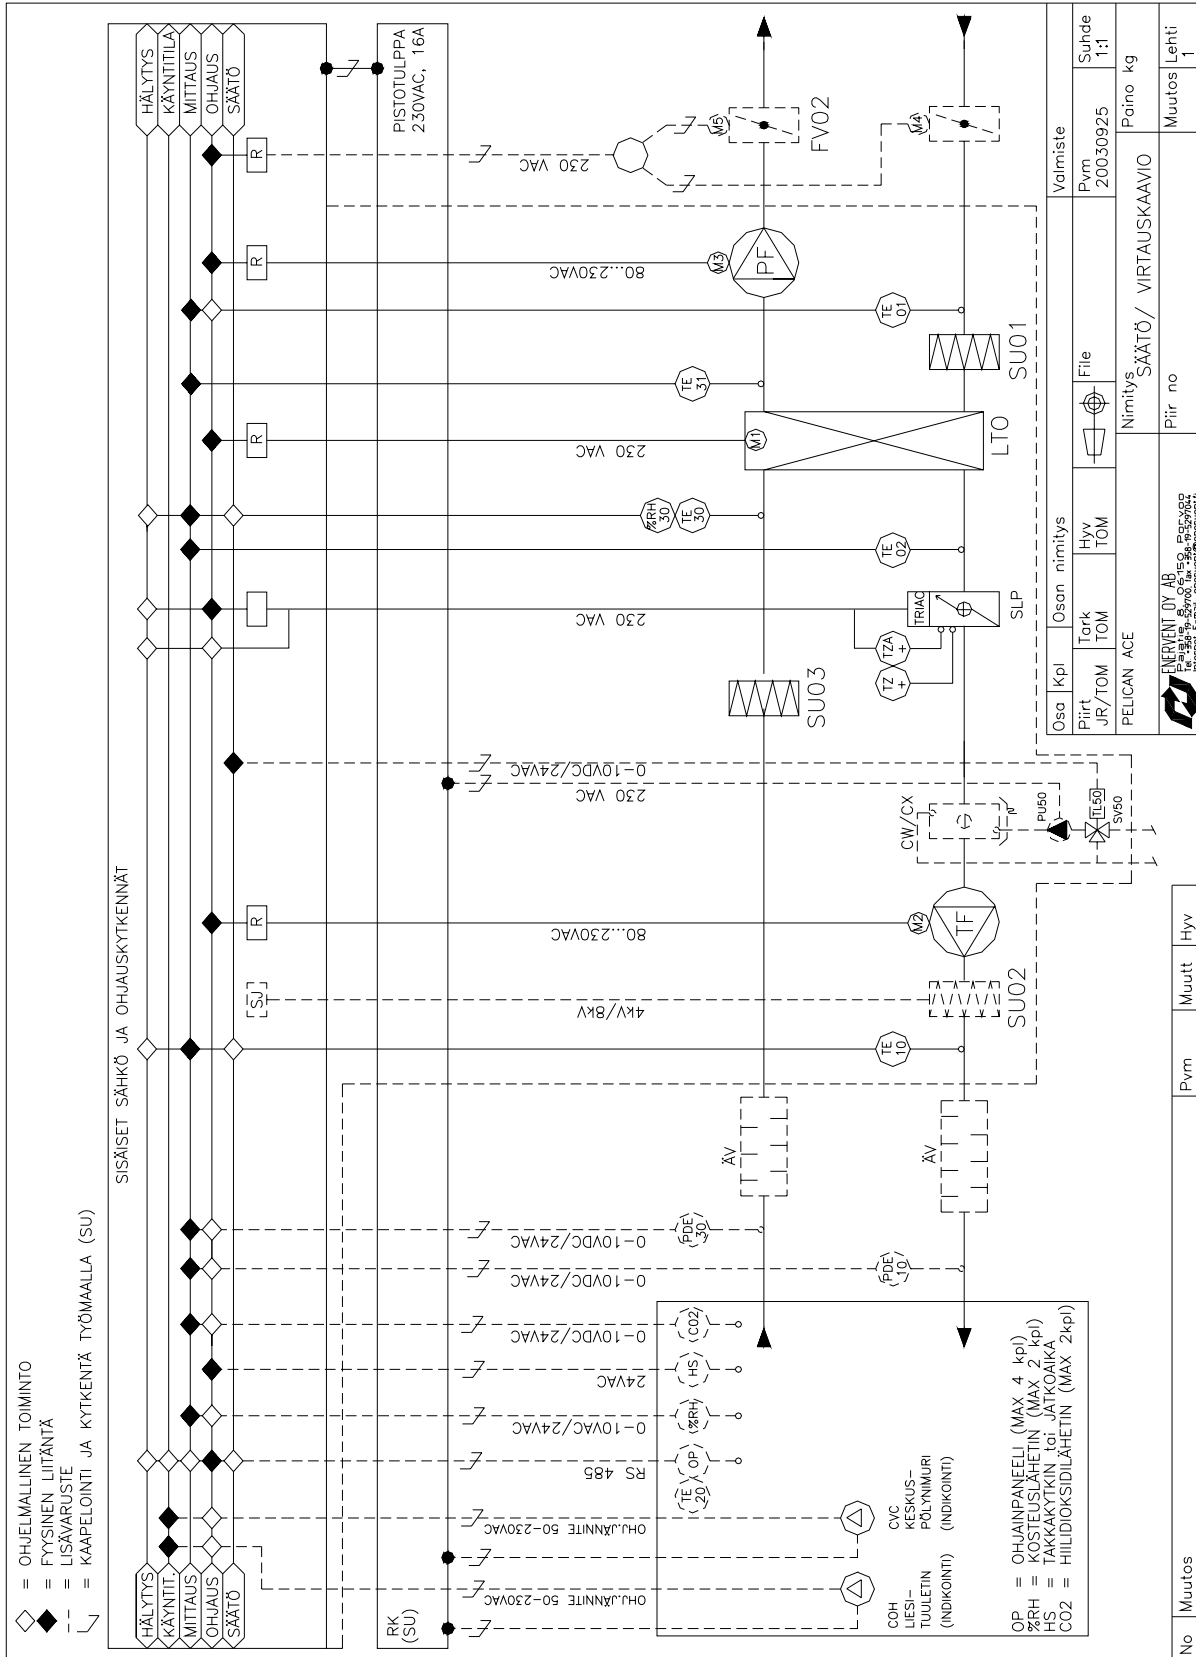 = OHJELMALLINEN TOIMINTO
= FYYSINEN LIITÄNTÄ
= LISÄVARUSTE
= KAAPELOINTI JA KYTKENTÄ TYÖMAALLA (SU)
SISÄISET SÄHKÖ JA OHJAUSKYTKENNÄT
HÄLYTYS
KÄYNTIT.
MITTAUS
OHJAUS
SÄÄTÖ
HÄLYTYS
KÄYNTITILA
MITTAUS
OHJAUS
SÄÄTÖ
SJ
R
R
R
R
RK
(SU)
PISTOTULPPA
230VAC, 16A
OHJ.JÄNNITE 50-230VAC
OHJ.JÄNNITE 50-230VAC
RS 485
0-10VAC/24VAC
24VAC
0-10VDC/24VAC
0-10VDC/24VAC
0-10VDC/24VAC
4kV/8kV
80...230VAC
230 VAC
0-10VDC/24VAC
230 VAC
230 VAC
80...230VAC
230 VAC
TE
20
OP
%RH
HS
CO2
PDE
30
PDE
10
ÄV
ÄV
TE
10
SU02
M2
TF
CW/CX
PU50
TL50
SV50
SU03
TZ
+
TZA
+
TRIAC
SLP
TE
02
%RH
30
TE
30
M1
LTO
TE
31
SU01
TE
01
M3
PF
M5
FV02
M4
COH
LIESI-
TUULETIN
(INDIKOINTI)
CVC
KESKUS-
PÖLYNIMURI
(INDIKOINTI)
OP = OHJAINPANEELI (MAX 4 kpl)
%RH = KOSTEUSLÄHETIN (MAX 2 kpl)
HS = TAKKAKYTKIN tai JATKOAIKA
CO2 = HIILIDIOKSIDILÄHETIN (MAX 2kpl)
Osa Kpl Osan nimitys Valmiste
Piirt
JR/TOM
Tark
TOM
Hyv
TOM
File
Pvm
20030925
Suhde
1:1
PELICAN ACE
Nimitys
SÄÄTÖ/ VIRTAUSKAAVIO
Paino kg
ENERVENT OY AB
Piir no
Muutos
Lehti
1
No Muutos Pvm Muutt Hyv